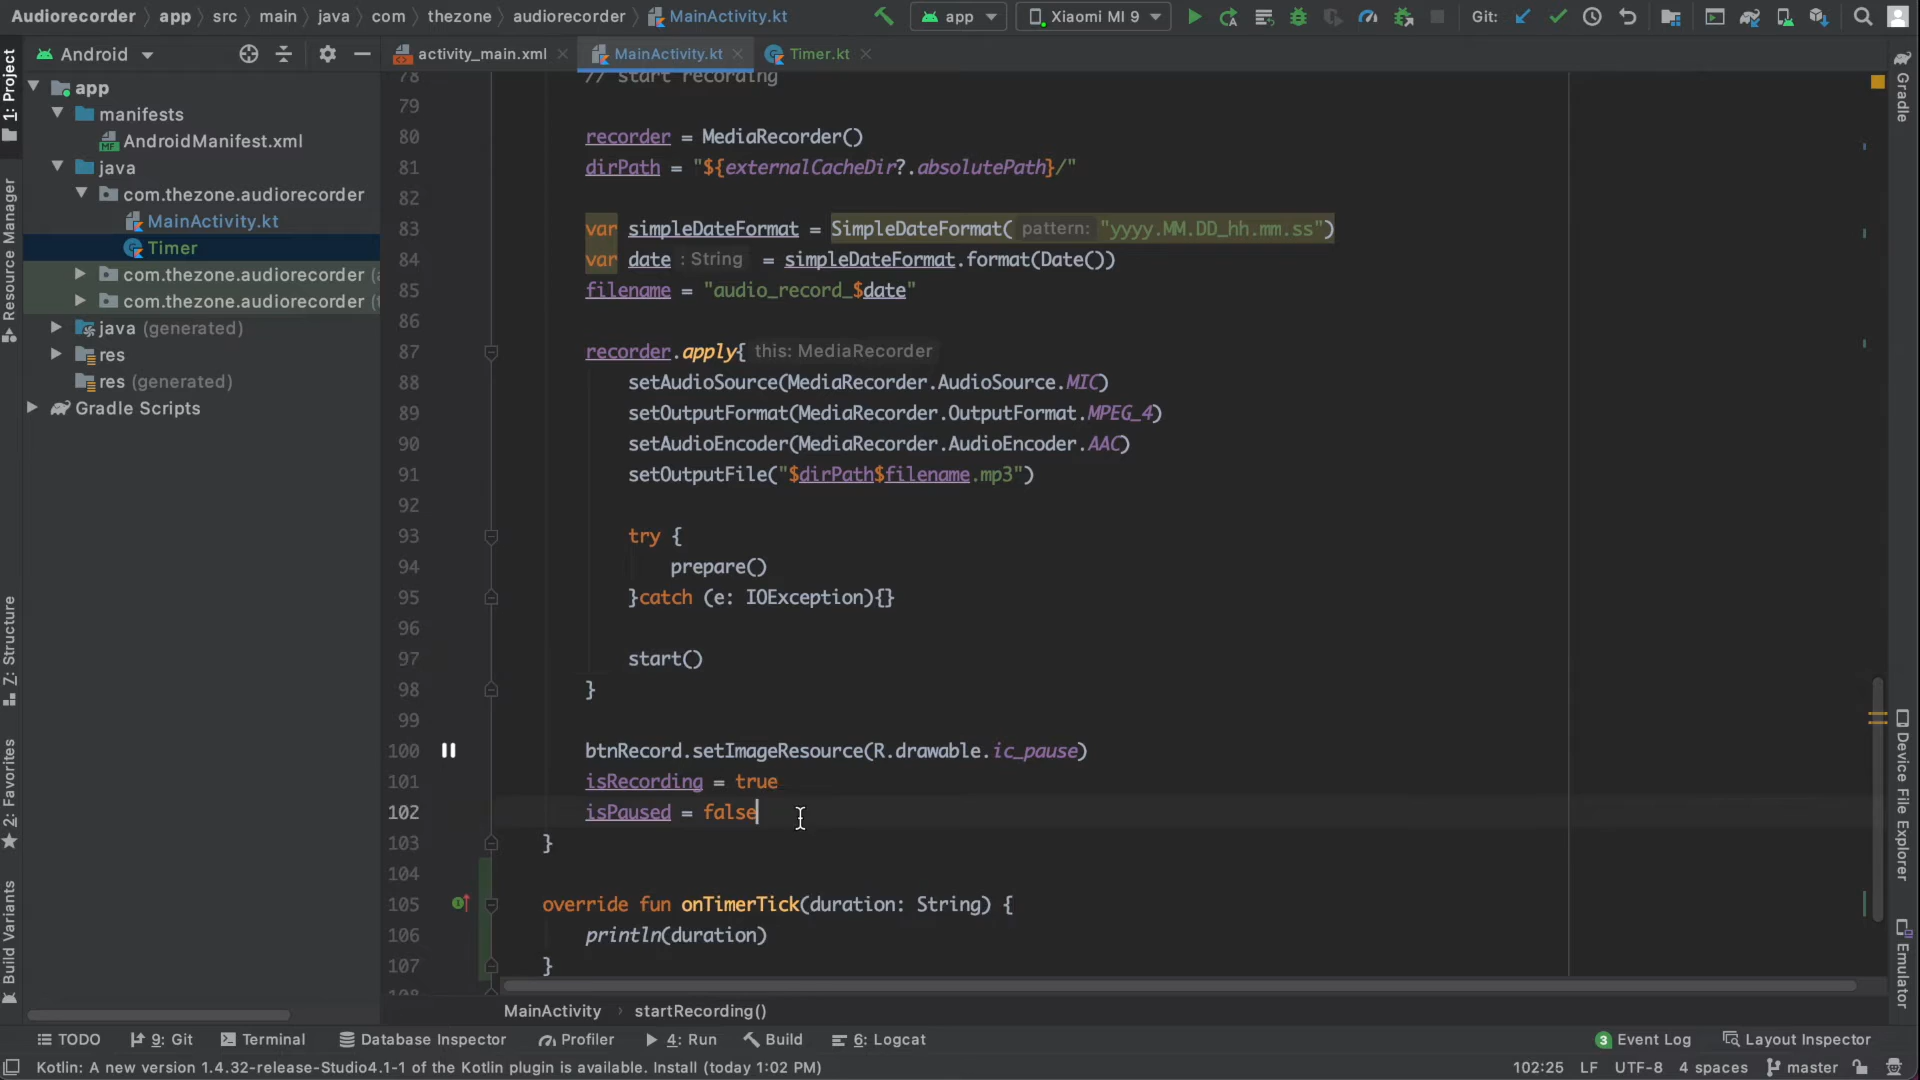 Audiorecorder app src main java com thezone audiorecorder MainActivity.kt app Xiaomi MI 9 Git:
Android activity_main.xml MainActivity.kt Timer.kt
1: Project
Resource Manager
Z: Structure
2: Favorites
Build Variants
app
manifests
AndroidManifest.xml
java
com.thezone.audiorecorder
MainActivity.kt
Timer
com.thezone.audiorecorder
com.thezone.audiorecorder
java (generated)
res
res (generated)
Gradle Scripts
78 // start recording
79
80 recorder = MediaRecorder()
81 dirPath = "${externalCacheDir?.absolutePath}/"
82
83 var simpleDateFormat = SimpleDateFormat( pattern: "yyyy.MM.DD_hh.mm.ss")
84 var date : String = simpleDateFormat.format(Date())
85 filename = "audio_record_$date"
86
87 recorder.apply{ this: MediaRecorder
88 setAudioSource(MediaRecorder.AudioSource.MIC)
89 setOutputFormat(MediaRecorder.OutputFormat.MPEG_4)
90 setAudioEncoder(MediaRecorder.AudioEncoder.AAC)
91 setOutputFile("$dirPath$filename.mp3")
92
93 try {
94 prepare()
95 }catch (e: IOException){}
96
97 start()
98 }
99
100 btnRecord.setImageResource(R.drawable.ic_pause)
101 isRecording = true
102 isPaused = false
103 }
104
105 override fun onTimerTick(duration: String) {
106 println(duration)
107 }
108
Gradle
Device File Explorer
Emulator
MainActivity startRecording()
TODO 9: Git Terminal Database Inspector Profiler 4: Run Build 6: Logcat 3 Event Log Layout Inspector
Kotlin: A new version 1.4.32-release-Studio4.1-1 of the Kotlin plugin is available. Install (today 1:02 PM) 102:25 LF UTF-8 4 spaces master